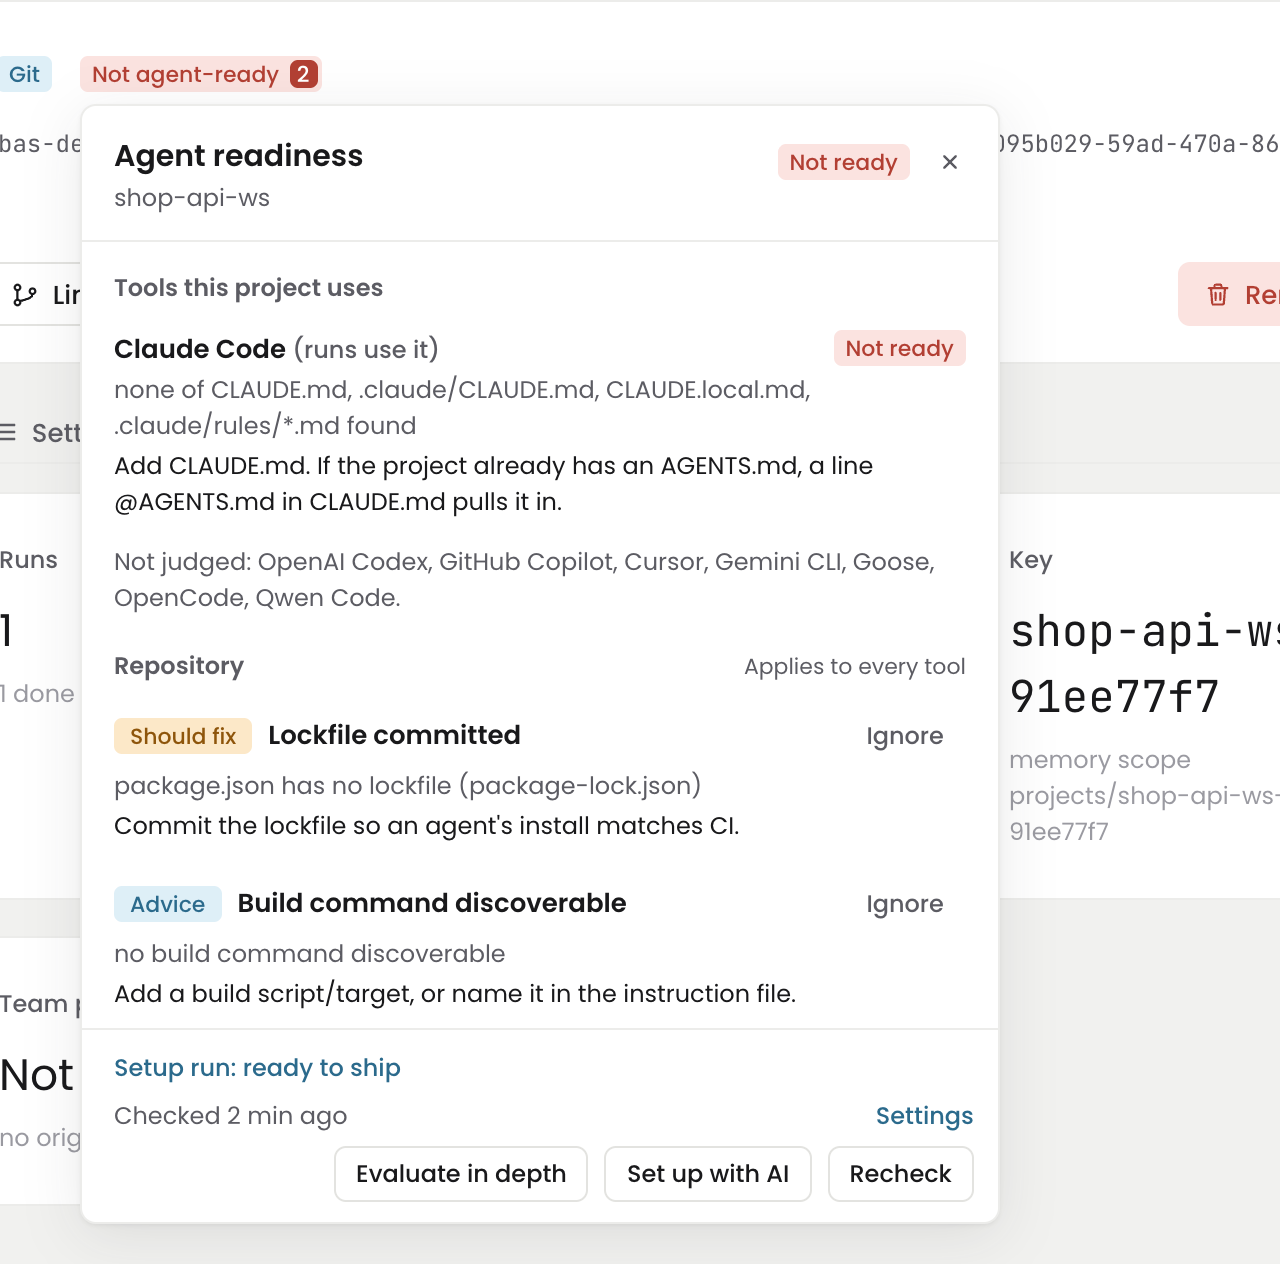 Git
Not agent-ready 2
bas-de
095b029-59ad-470a-86
Agent readiness
Not ready
shop-api-ws
Tools this project uses
Claude Code (runs use it)
Not ready
none of CLAUDE.md, .claude/CLAUDE.md, CLAUDE.local.md,
.claude/rules/*.md found
Add CLAUDE.md. If the project already has an AGENTS.md, a line
@AGENTS.md in CLAUDE.md pulls it in.
Not judged: OpenAI Codex, GitHub Copilot, Cursor, Gemini CLI, Goose,
OpenCode, Qwen Code.
Repository
Applies to every tool
Should fix
Lockfile committed
Ignore
package.json has no lockfile (package-lock.json)
Commit the lockfile so an agent's install matches CI.
Advice
Build command discoverable
Ignore
no build command discoverable
Add a build script/target, or name it in the instruction file.
Setup run: ready to ship
Checked 2 min ago
Settings
Evaluate in depth
Set up with AI
Recheck
Sett
Runs
1
1 done
Team
Not
no orig
Key
shop-api-ws
91ee77f7
memory scope
projects/shop-api-ws-
91ee77f7